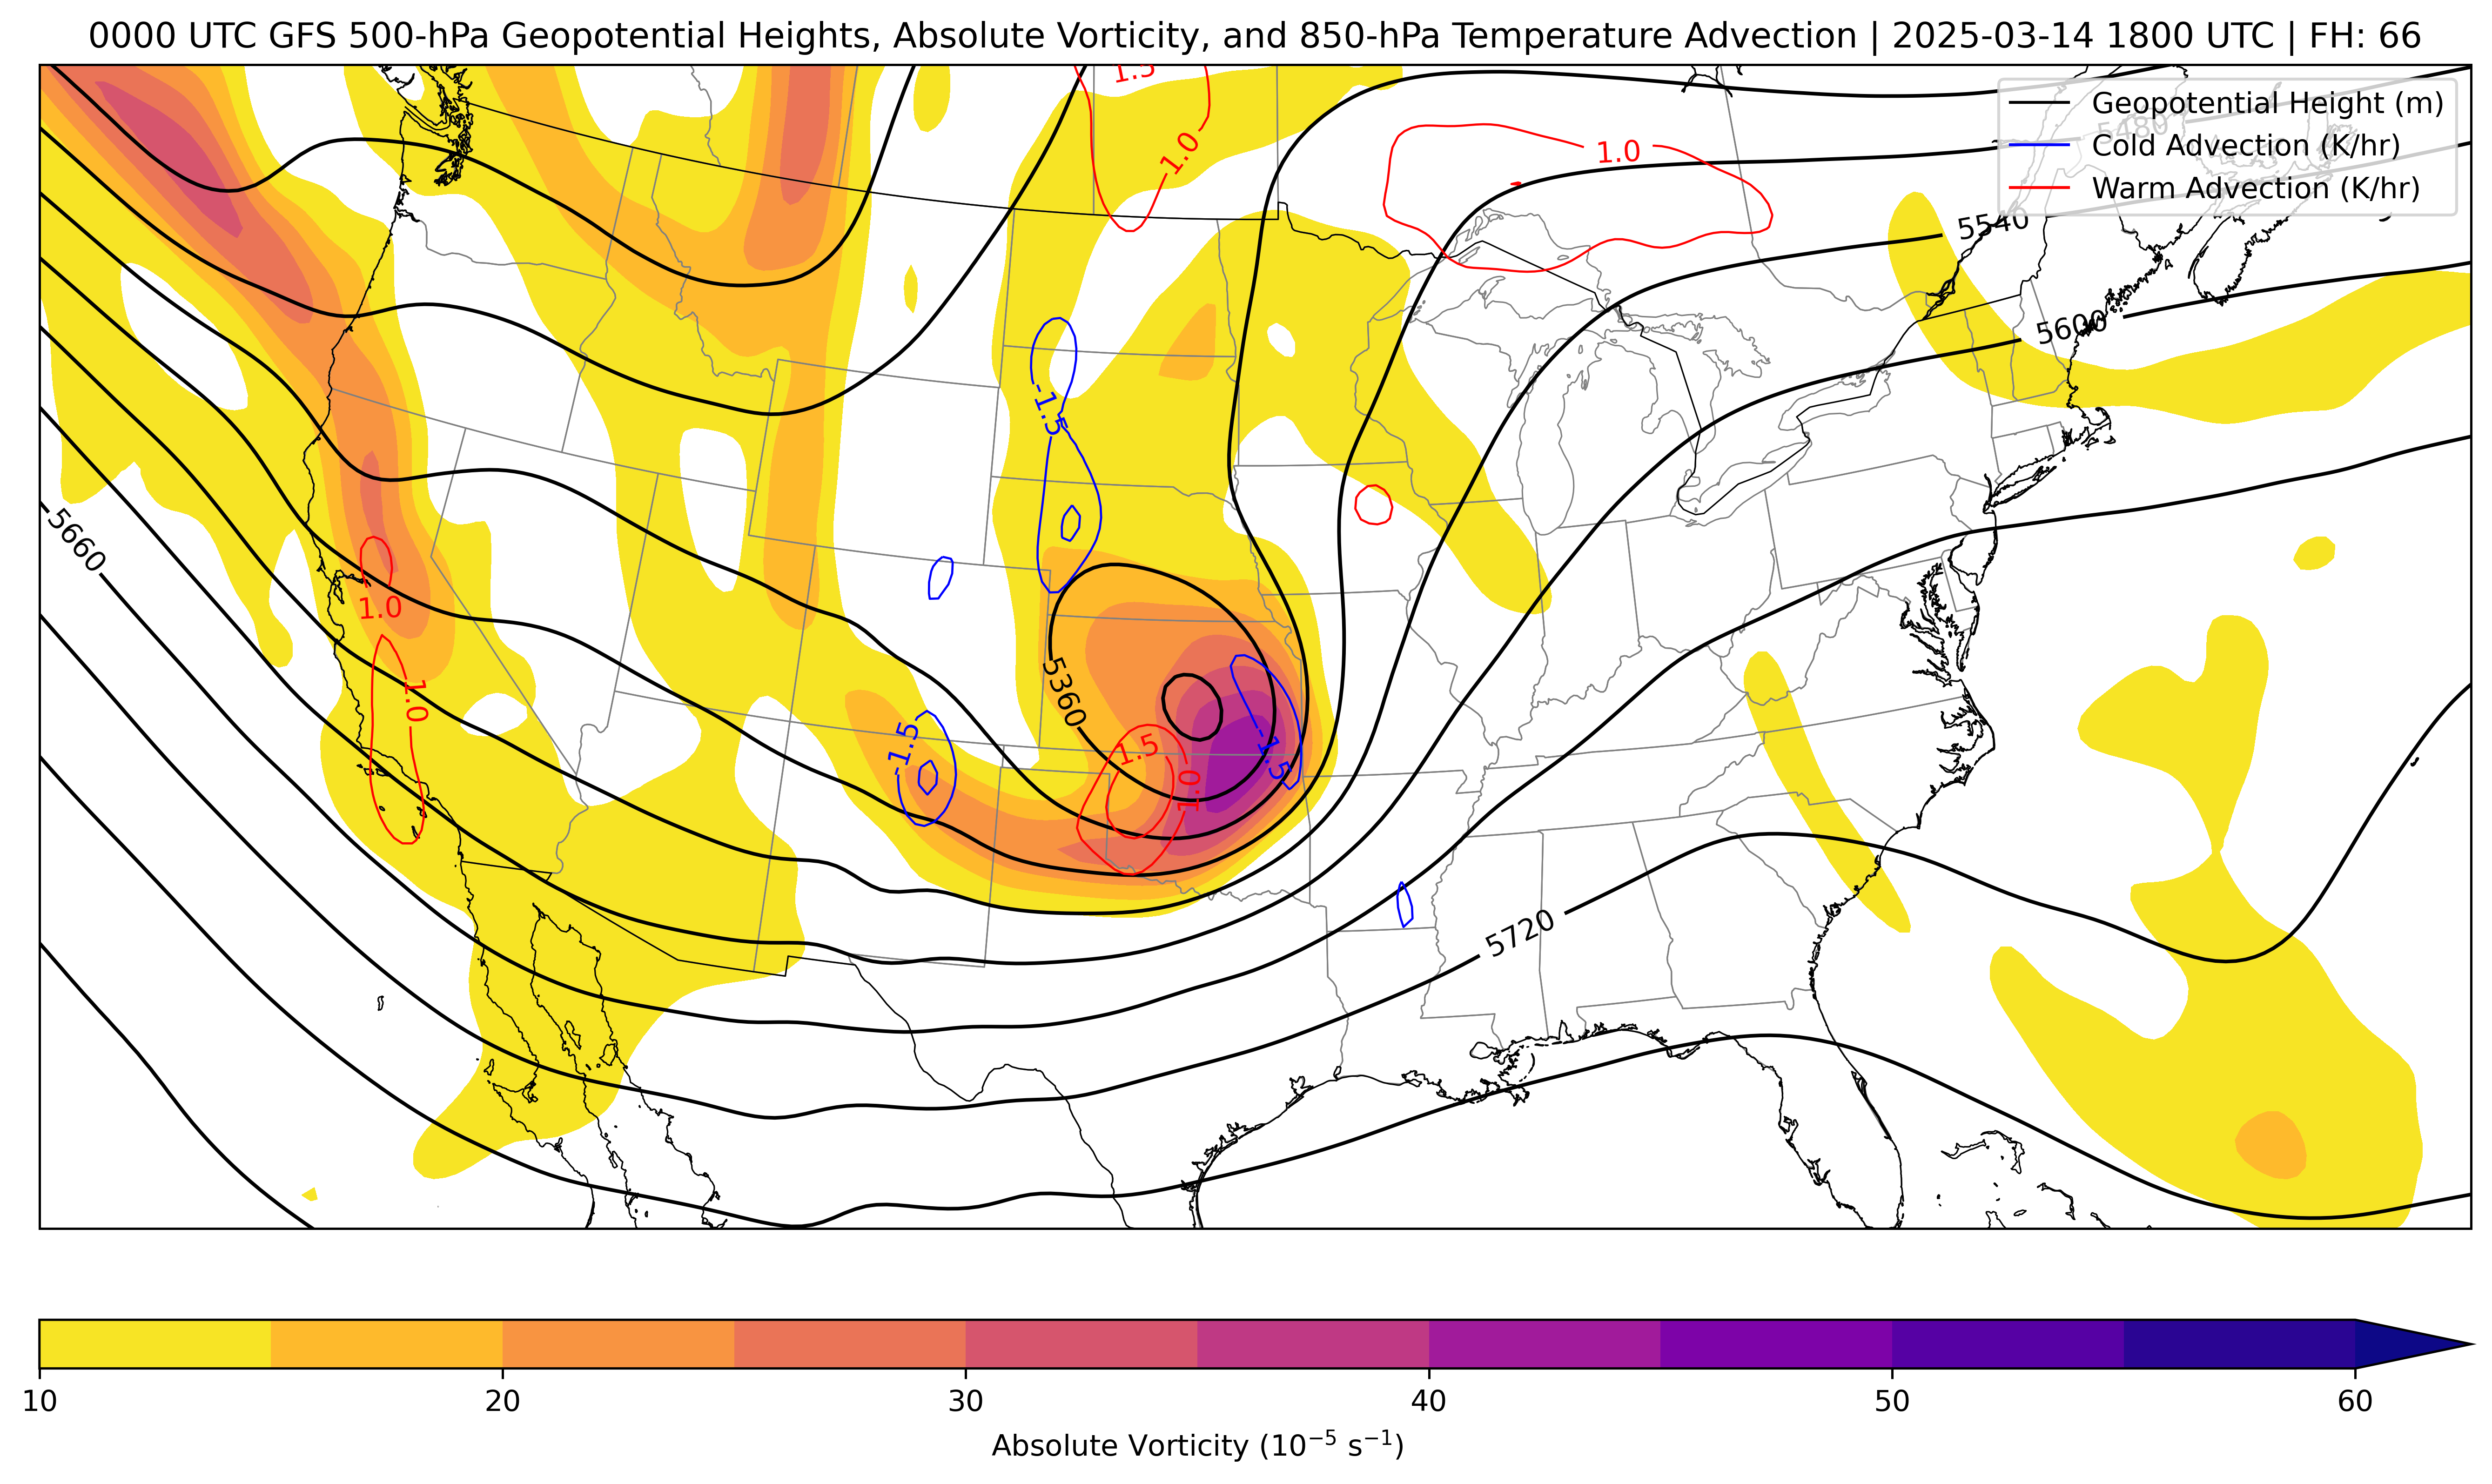 0000 UTC GFS 500-hPa Geopotential Heights, Absolute Vorticity, and 850-hPa Temperature Advection | 2025-03-14 1800 UTC | FH: 66
1.5
Geopotential Height (m)
5480
1.0
1.0
Cold Advection (K/hr)
Warm Advection (K/hr)
5540
5600
-1.5
5660
1.0
1.0
5360
-1.5
1.5
-1.5
1.0
5720
10 20 30 40 50 60
Absolute Vorticity (10⁻⁵ s⁻¹)